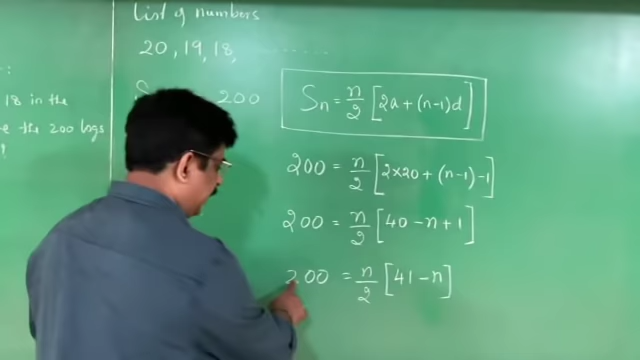 List of numbers
20, 19, 18, .......
18 in the
the 200 logs
S 200
Sn = n/2 [2a + (n-1)d]
200 = n/2 [2×20 + (n-1)-1]
200 = n/2 [40 - n + 1]
200 = n/2 [41 - n]